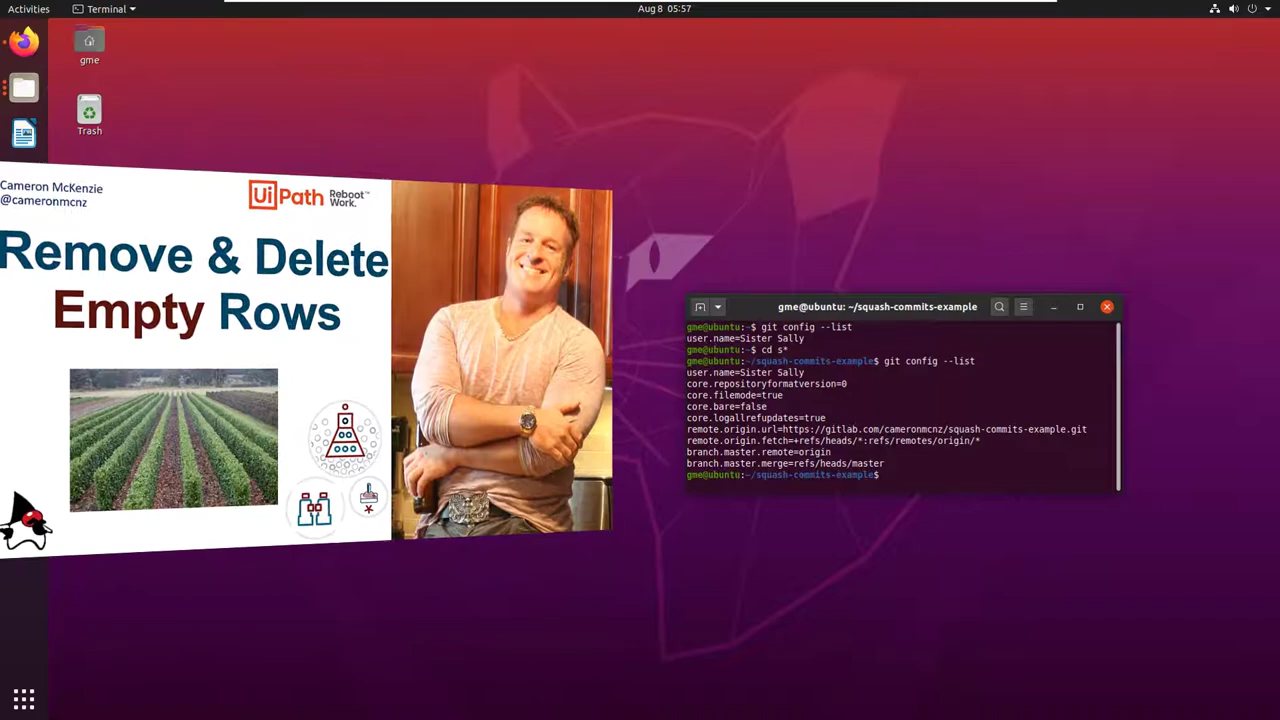 Activities
Terminal
Aug 8 05:57
gme
Trash
Cameron McKenzie
@cameronmcnz
UiPath Reboot Work.™
Remove & Delete
Empty Rows
gme@ubuntu: ~/squash-commits-example
gme@ubuntu:~$ git config --list
user.name=Sister Sally
gme@ubuntu:~$ cd s*
gme@ubuntu:~/squash-commits-example$ git config --list
user.name=Sister Sally
core.repositoryformatversion=0
core.filemode=true
core.bare=false
core.logallrefupdates=true
remote.origin.url=https://gitlab.com/cameronmcnz/squash-commits-example.git
remote.origin.fetch=+refs/heads/*:refs/remotes/origin/*
branch.master.remote=origin
branch.master.merge=refs/heads/master
gme@ubuntu:~/squash-commits-example$